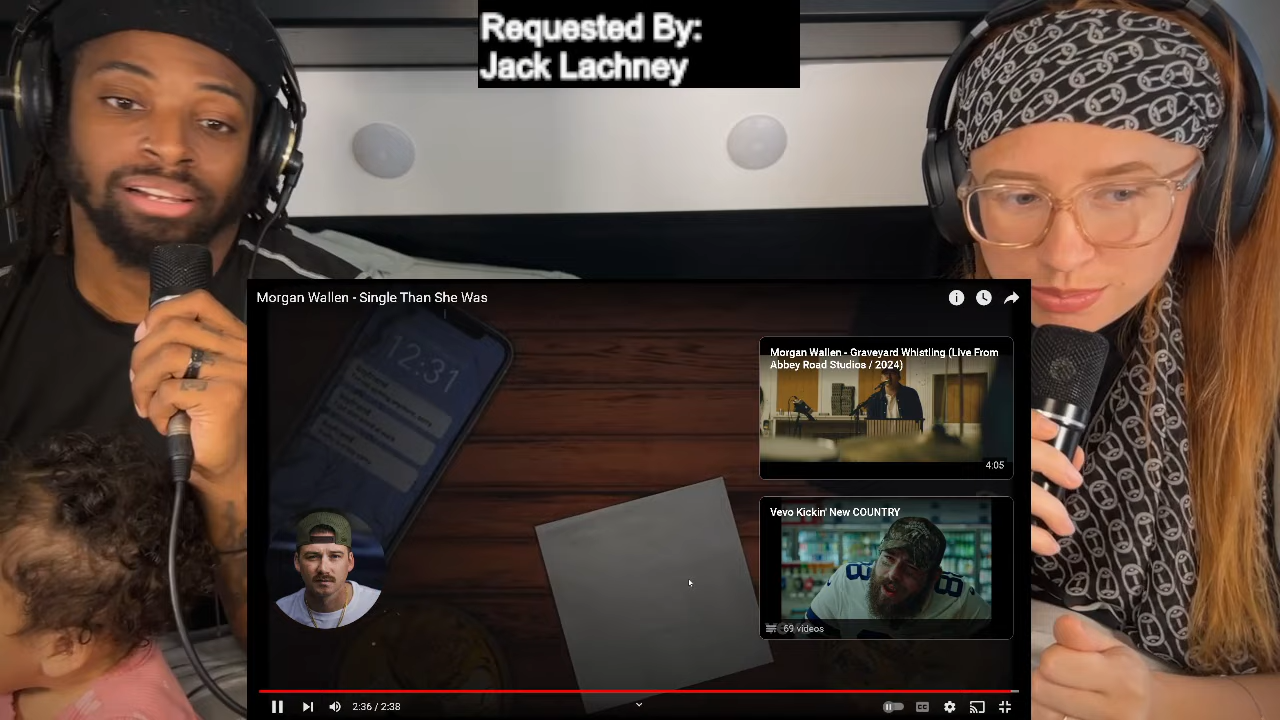 Requested By:
Jack Lachney
Morgan Wallen - Single Than She Was
12:31
Morgan Wallen - Graveyard Whistling (Live From
Abbey Road Studios / 2024)
4:05
Vevo Kickin' New COUNTRY
69 videos
2:36 / 2:38
CC